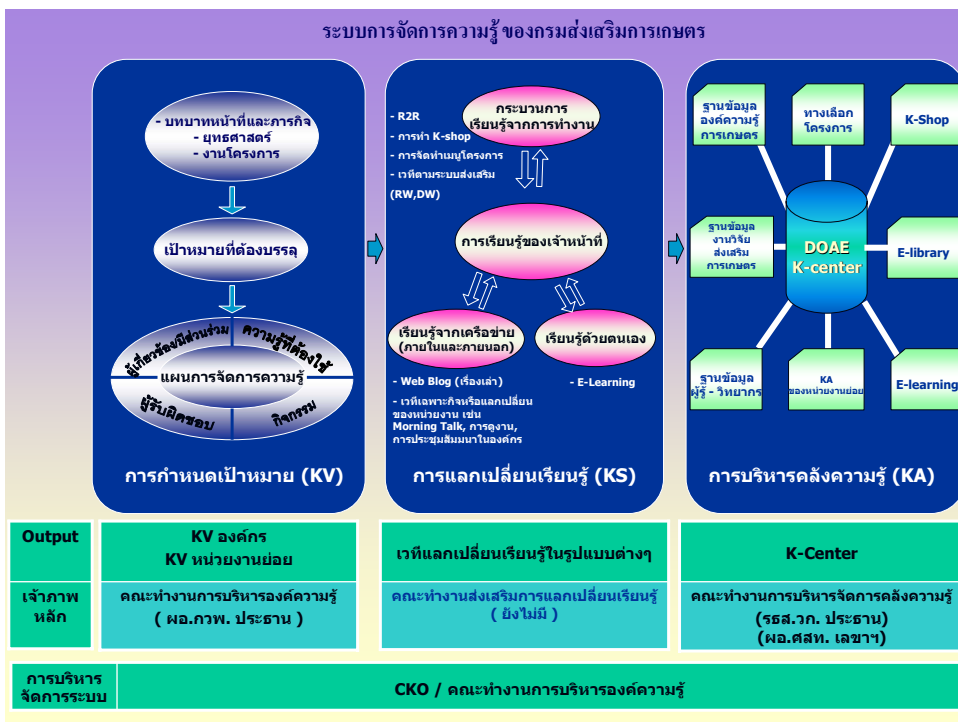 ระบบการจัดการความรู้ ของกรมส่งเสริมการเกษตร
- บทบาทหน้าที่และภารกิจ
- ยุทธศาสตร์
- งานโครงการ
เป้าหมายที่ต้องบรรลุ
ผู้เกี่ยวข้อง/มีส่วนร่วม
ความรู้ที่ต้องใช้
แผนการจัดการความรู้
ผู้รับผิดชอบ
กิจกรรม
การกำหนดเป้าหมาย (KV)
กระบวนการ
เรียนรู้จากการทำงาน
- R2R
- การทำ K-shop
- การจัดทำเมนูโครงการ
- เวทีตามระบบส่งเสริม
(RW,DW)
การเรียนรู้ของเจ้าหน้าที่
เรียนรู้จากเครือข่าย
(ภายในและภายนอก)
เรียนรู้ด้วยตนเอง
- Web Blog (เรื่องเล่า)
- เวทีเฉพาะกิจหรือแลกเปลี่ยน
ของหน่วยงาน เช่น
Morning Talk, การดูงาน,
การประชุมสัมมนาในองค์กร
- E-Learning
การแลกเปลี่ยนเรียนรู้ (KS)
ฐานข้อมูล
องค์ความรู้
การเกษตร
ทางเลือก
โครงการ
K-Shop
ฐานข้อมูล
งานวิจัย
ส่งเสริม
การเกษตร
DOAE
K-center
E-library
ฐานข้อมูล
ผู้รู้ - วิทยากร
KA
ของหน่วยงานย่อย
E-learning
การบริหารคลังความรู้ (KA)
Output
KV องค์กร
KV หน่วยงานย่อย
เวทีแลกเปลี่ยนเรียนรู้ในรูปแบบต่างๆ
K-Center
เจ้าภาพ
หลัก
คณะทำงานการบริหารองค์ความรู้
( ผอ.กวพ. ประธาน )
คณะทำงานส่งเสริมการแลกเปลี่ยนเรียนรู้
( ยังไม่มี )
คณะทำงานการบริหารจัดการคลังความรู้
(รธส.วก. ประธาน)
(ผอ.ศสท. เลขาฯ)
การบริหาร
จัดการระบบ
CKO / คณะทำงานการบริหารองค์ความรู้